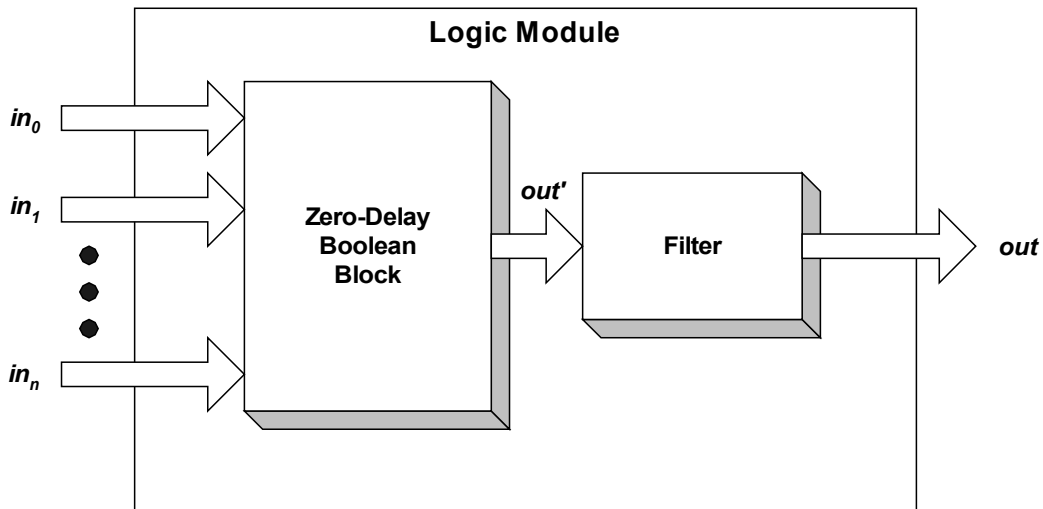 Logic Module
in0
in1
inn
Zero-Delay
Boolean
Block
out'
Filter
out